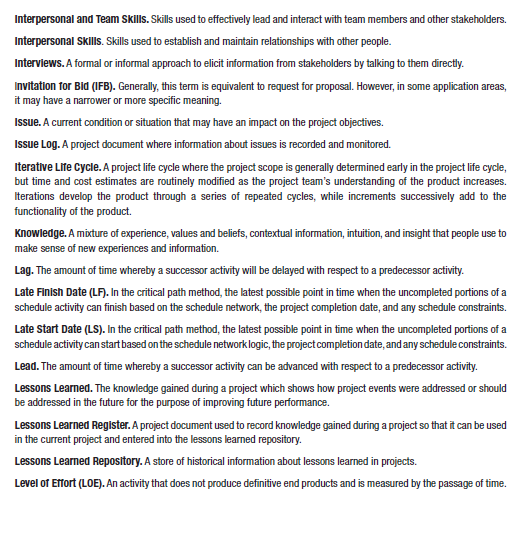 Interpersonal and Team Skills. Skills used to effectively lead and interact with team members and other stakeholders.
Interpersonal Skills. Skills used to establish and maintain relationships with other people.
Interviews. A formal or informal approach to elicit information from stakeholders by talking to them directly.
Invitation for Bid (IFB). Generally, this term is equivalent to request for proposal. However, in some application areas,
it may have a narrower or more specific meaning.
Issue. A current condition or situation that may have an impact on the project objectives.
Issue Log. A project document where information about issues is recorded and monitored.
Iterative Life Cycle. A project life cycle where the project scope is generally determined early in the project life cycle,
but time and cost estimates are routinely modified as the project team's understanding of the product increases.
Iterations develop the product through a series of repeated cycles, while increments successively add to the
functionality of the product.
Knowledge. A mixture of experience, values and beliefs, contextual information, intuition, and insight that people use to
make sense of new experiences and information.
Lag. The amount of time whereby a successor activity will be delayed with respect to a predecessor activity.
Late Finish Date (LF). In the critical path method, the latest possible point in time when the uncompleted portions of a
schedule activity can finish based on the schedule network, the project completion date, and any schedule constraints.
Late Start Date (LS). In the critical path method, the latest possible point in time when the uncompleted portions of a
schedule activity can start based on the schedule network logic, the project completion date, and any schedule constraints.
Lead. The amount of time whereby a successor activity can be advanced with respect to a predecessor activity.
Lessons Learned. The knowledge gained during a project which shows how project events were addressed or should
be addressed in the future for the purpose of improving future performance.
Lessons Learned Register. A project document used to record knowledge gained during a project so that it can be used
in the current project and entered into the lessons learned repository.
Lessons Learned Repository. A store of historical information about lessons learned in projects.
Level of Effort (LOE). An activity that does not produce definitive end products and is measured by the passage of time.